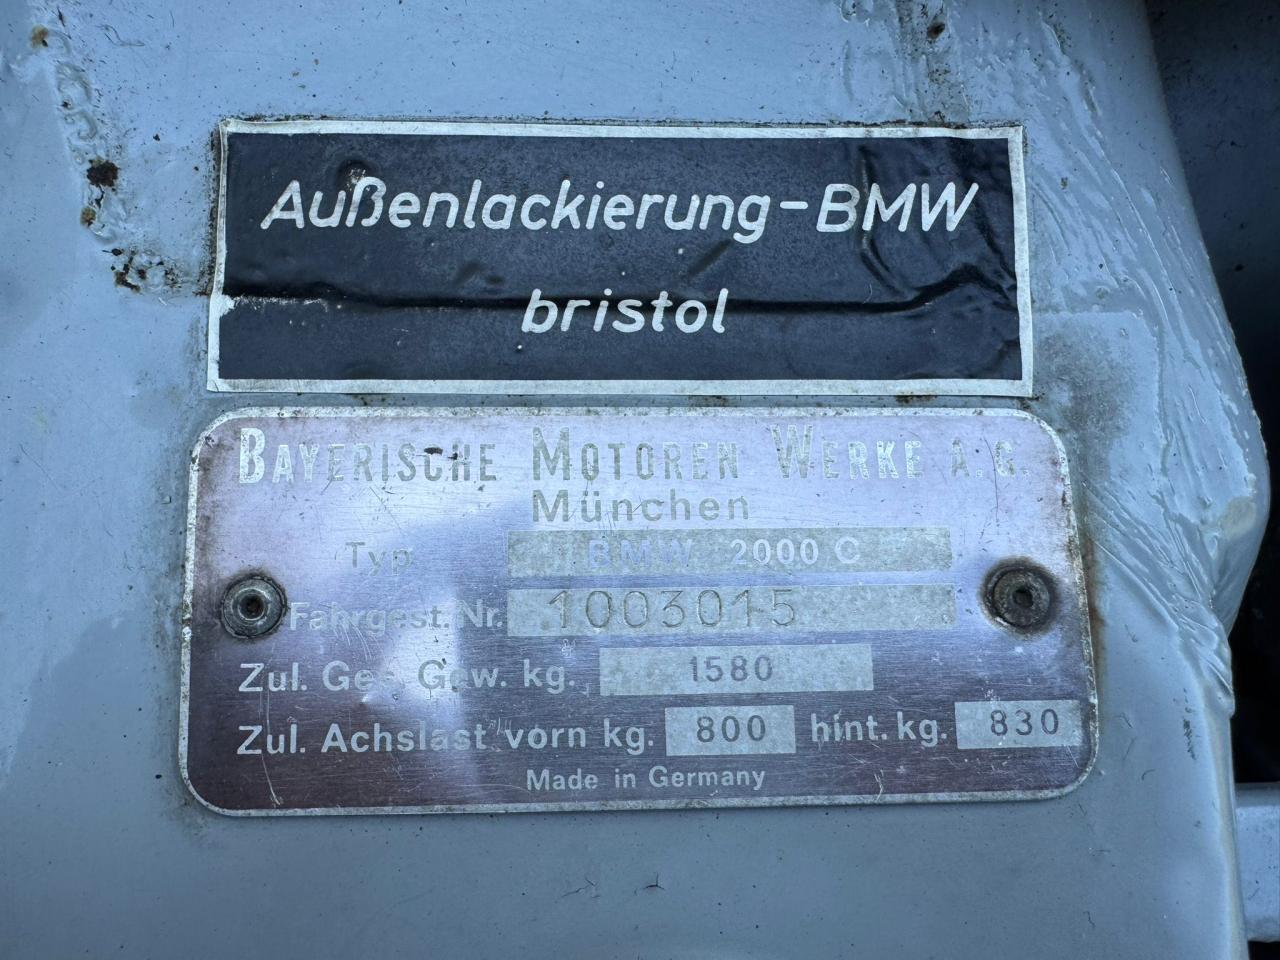 Außenlackierung-BMW
bristol
BAYERISCHE MOTOREN WERKE A.G.
München
Typ BMW 2000 C
Fahrgest. Nr. 1003015
Zul. Ges. Gew. kg. 1580
Zul. Achslast vorn kg. 800 hint. kg. 830
Made in Germany